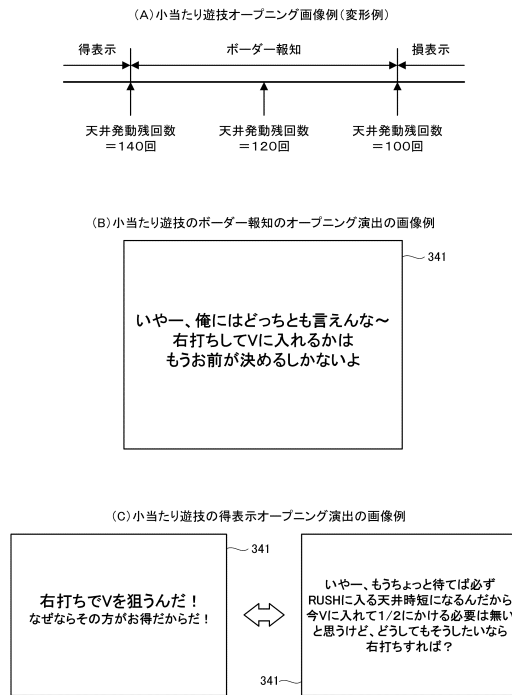 (A)小当たり遊技オープニング画像例(変形例)
得表示
ボーダー報知
損表示
天井発動残回数
=140回
天井発動残回数
=120回
天井発動残回数
=100回
(B)小当たり遊技のボーダー報知のオープニング演出の画像例
341
いやー、俺にはどっちとも言えんな~
右打ちしてVに入れるかは
もうお前が決めるしかないよ
(C)小当たり遊技の得表示オープニング演出の画像例
341
右打ちでVを狙うんだ!
なぜならその方がお得だからだ!
いやー、もうちょっと待てば必ず
RUSHに入る天井時短になるんだから
今Vに入れて1/2にかける必要は無い
と思うけど、どうしてもそうしたいなら
右打ちすれば?
341